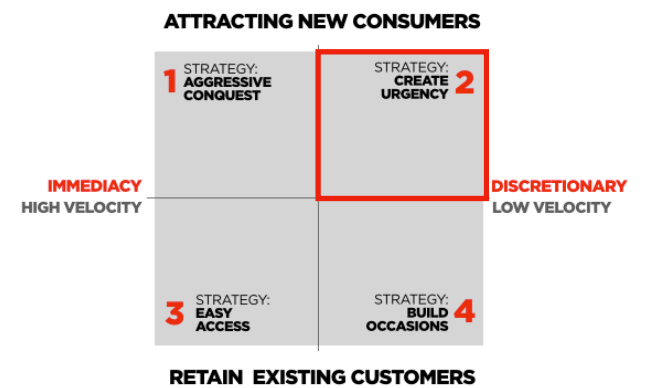 ATTRACTING NEW CONSUMERS
1 STRATEGY:
AGGRESSIVE
CONQUEST
STRATEGY: 2
CREATE
URGENCY
IMMEDIACY
HIGH VELOCITY
DISCRETIONARY
LOW VELOCITY
3 STRATEGY:
EASY
ACCESS
STRATEGY: 4
BUILD
OCCASIONS
RETAIN EXISTING CUSTOMERS